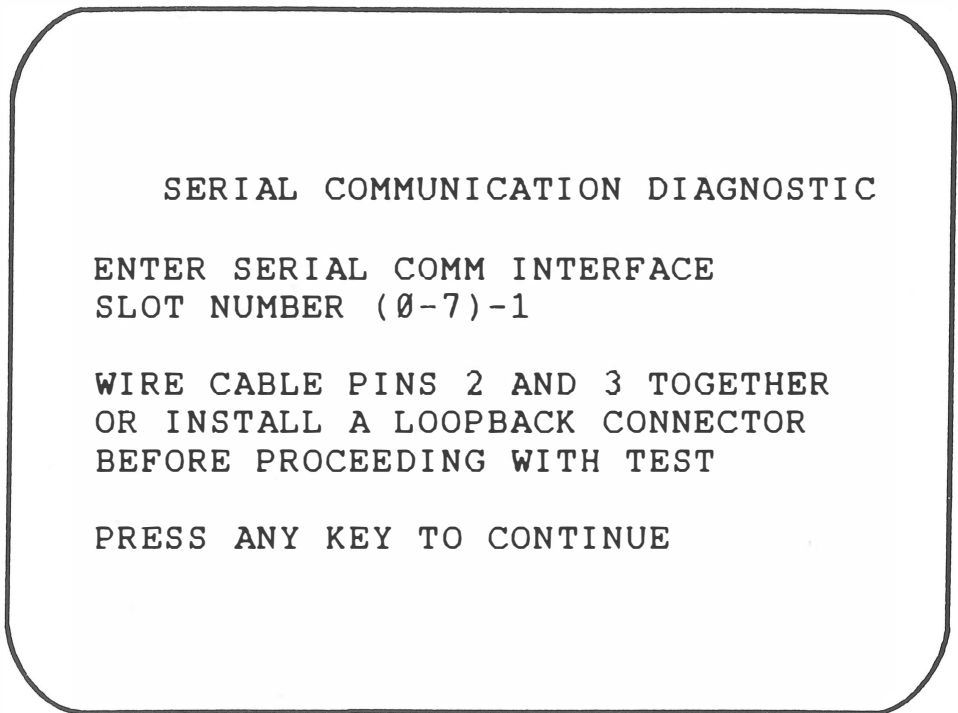 SERIAL COMMUNICATION DIAGNOSTIC
ENTER SERIAL COMM INTERFACE
SLOT NUMBER (0-7)-1
WIRE CABLE PINS 2 AND 3 TOGETHER
OR INSTALL A LOOPBACK CONNECTOR
BEFORE PROCEEDING WITH TEST
PRESS ANY KEY TO CONTINUE